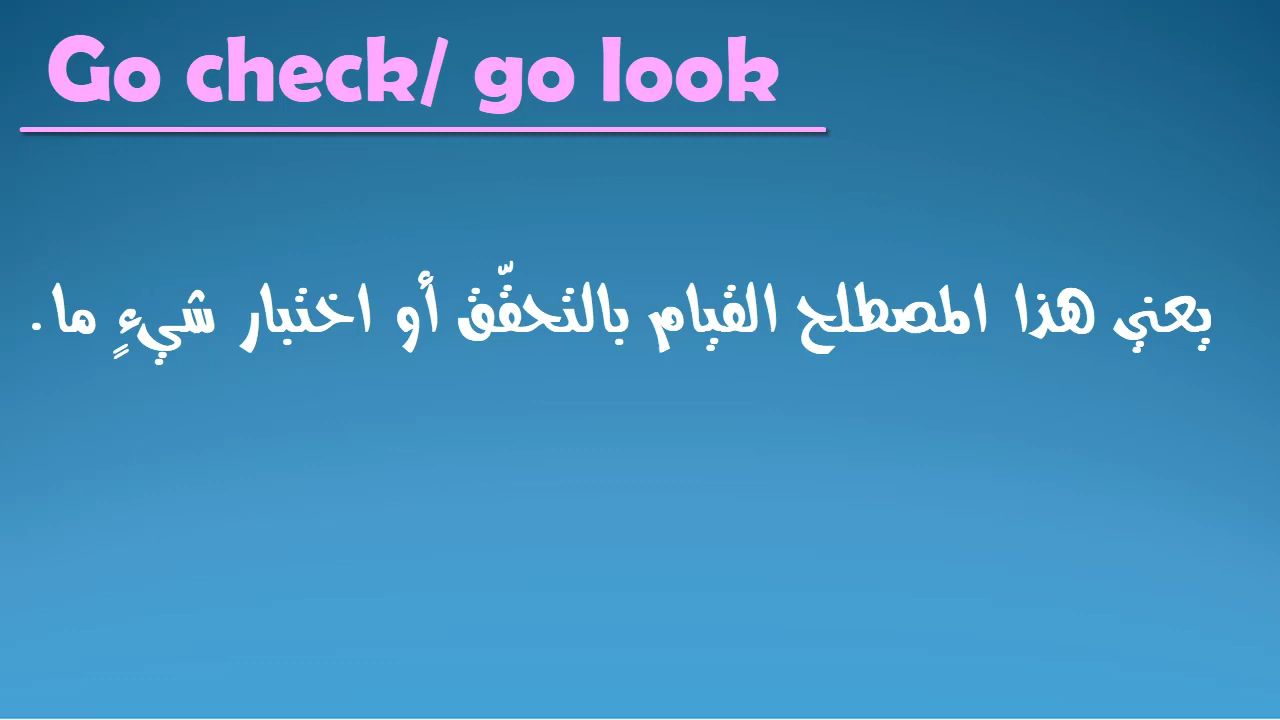 Go check/ go look
يعني هذا المصطلح القيام بالتحقّق أو اختبار شيءٍ ما.